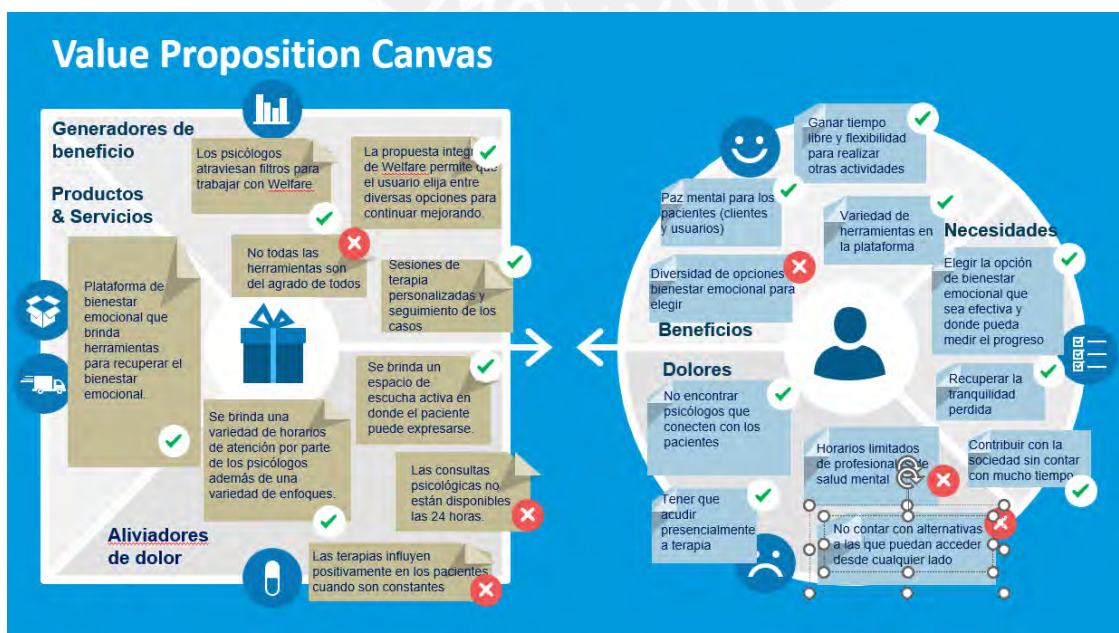 Value Proposition Canvas
Generadores de
beneficio
Los psicólogos
atraviesan filtros para
trabajar con Welfare
La propuesta
de Welfare permite que
el usuario elija entre
diversas opciones para
continuar mejorando.
Productos
& Servicios
No todas las
herramientas son
del agrado de todos
Sesiones de
terapia
personalizadas y
seguimiento de los
casos
Plataforma de
bienestar
emocional que
brinda
herramientas
para recuperar el
bienestar
emocional.
Se brinda un
espacio de
escucha activa en
donde el paciente
puede expresarse.
Se brinda una
variedad de horarios
de atención por parte
de los psicólogos
además de una
variedad de enfoques.
Las consultas
psicológicas no
están disponibles
las 24 horas.
Aliviadores
de dolor
Las terapias influyen
positivamente en los pacientes
cuando son constantes
Ganar tiempo
libre y flexibilidad
para realizar
otras actividades
Paz mental para los
pacientes (clientes
y usuarios)
Variedad de
herramientas en
la plataforma
Necesidades
Diversidad de opciones
bienestar emocional para
elegir
Elegir la opción
de bienestar
emocional que
sea efectiva y
donde pueda
medir el progreso
Beneficios
Dolores
No encontrar
psicólogos que
conecten con los
pacientes
Recuperar la
tranquilidad
perdida
Horarios limitados
de
salud mental
Contribuir con la
sociedad sin contar
con mucho tiempo
Tener que
acudir
presencialmente
a terapia
No contar con alternativas
a las que puedan acceder
desde cualquier lado